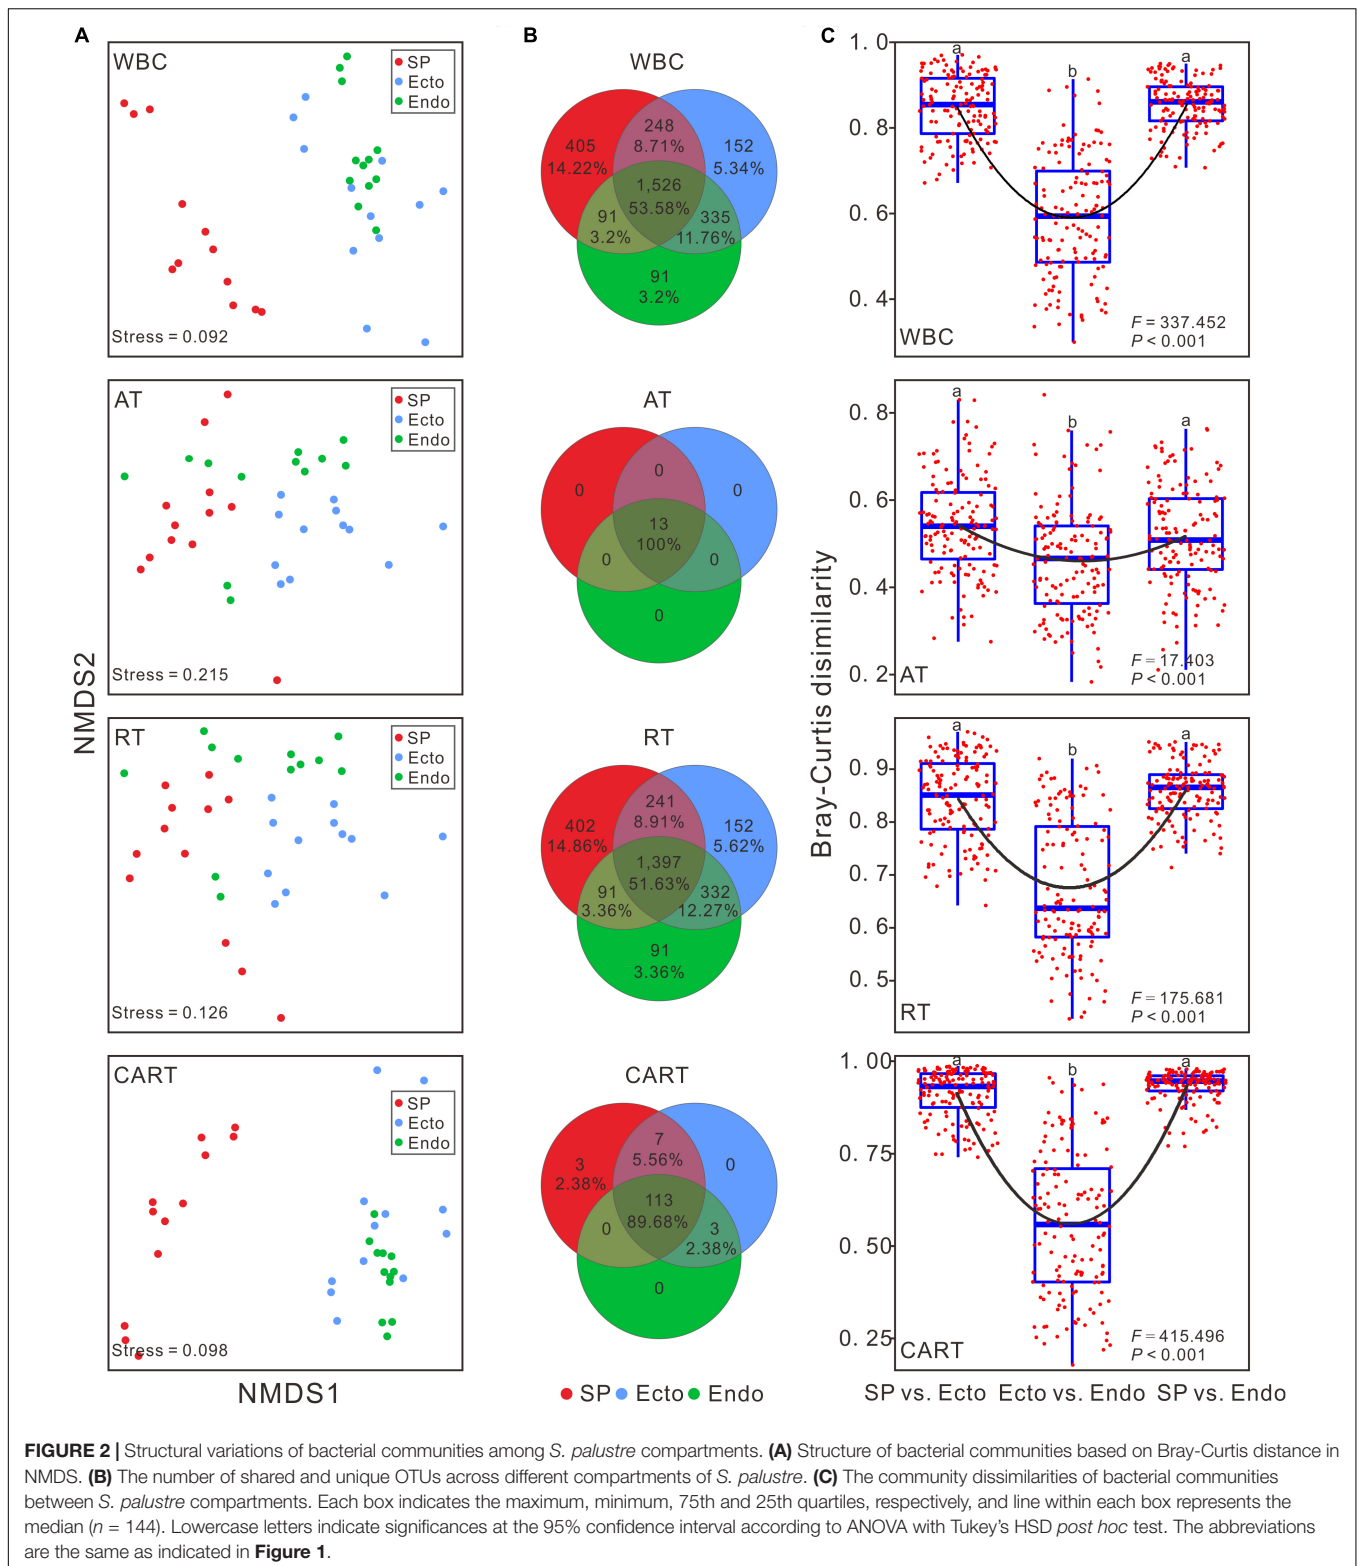 A
B
C
WBC
SP
Ecto
Endo
Stress = 0.092
AT
SP
Ecto
Endo
Stress = 0.215
RT
SP
Ecto
Endo
Stress = 0.126
CART
SP
Ecto
Endo
Stress = 0.098
NMDS2
NMDS1
WBC
405
14.22%
248
8.71%
152
5.34%
1,526
53.58%
91
3.2%
335
11.76%
91
3.2%
AT
0
0
0
13
100%
0
0
0
RT
402
14.86%
241
8.91%
152
5.62%
1,397
51.63%
91
3.36%
332
12.27%
91
3.36%
CART
3
2.38%
7
5.56%
0
113
89.68%
0
3
2.38%
0
SP Ecto Endo
Bray-Curtis disimilarity
1.0
0.8
0.6
0.4
a
b
a
WBC
F = 337.452
P < 0.001
0.8
0.6
0.4
0.2
a
b
a
AT
F = 17.403
P < 0.001
0.9
0.8
0.7
0.6
0.5
a
b
a
RT
F = 175.681
P < 0.001
1.00
0.75
0.50
0.25
a
b
a
CART
F = 415.496
P < 0.001
SP vs. Ecto Ecto vs. Endo SP vs. Endo
FIGURE 2 | Structural variations of bacterial communities among S. palustre compartments. (A) Structure of bacterial communities based on Bray-Curtis distance in
NMDS. (B) The number of shared and unique OTUs across different compartments of S. palustre. (C) The community dissimilarities of bacterial communities
between S. palustre compartments. Each box indicates the maximum, minimum, 75th and 25th quartiles, respectively, and line within each box represents the
median (n = 144). Lowercase letters indicate significances at the 95% confidence interval according to ANOVA with Tukey's HSD post hoc test. The abbreviations
are the same as indicated in Figure 1.